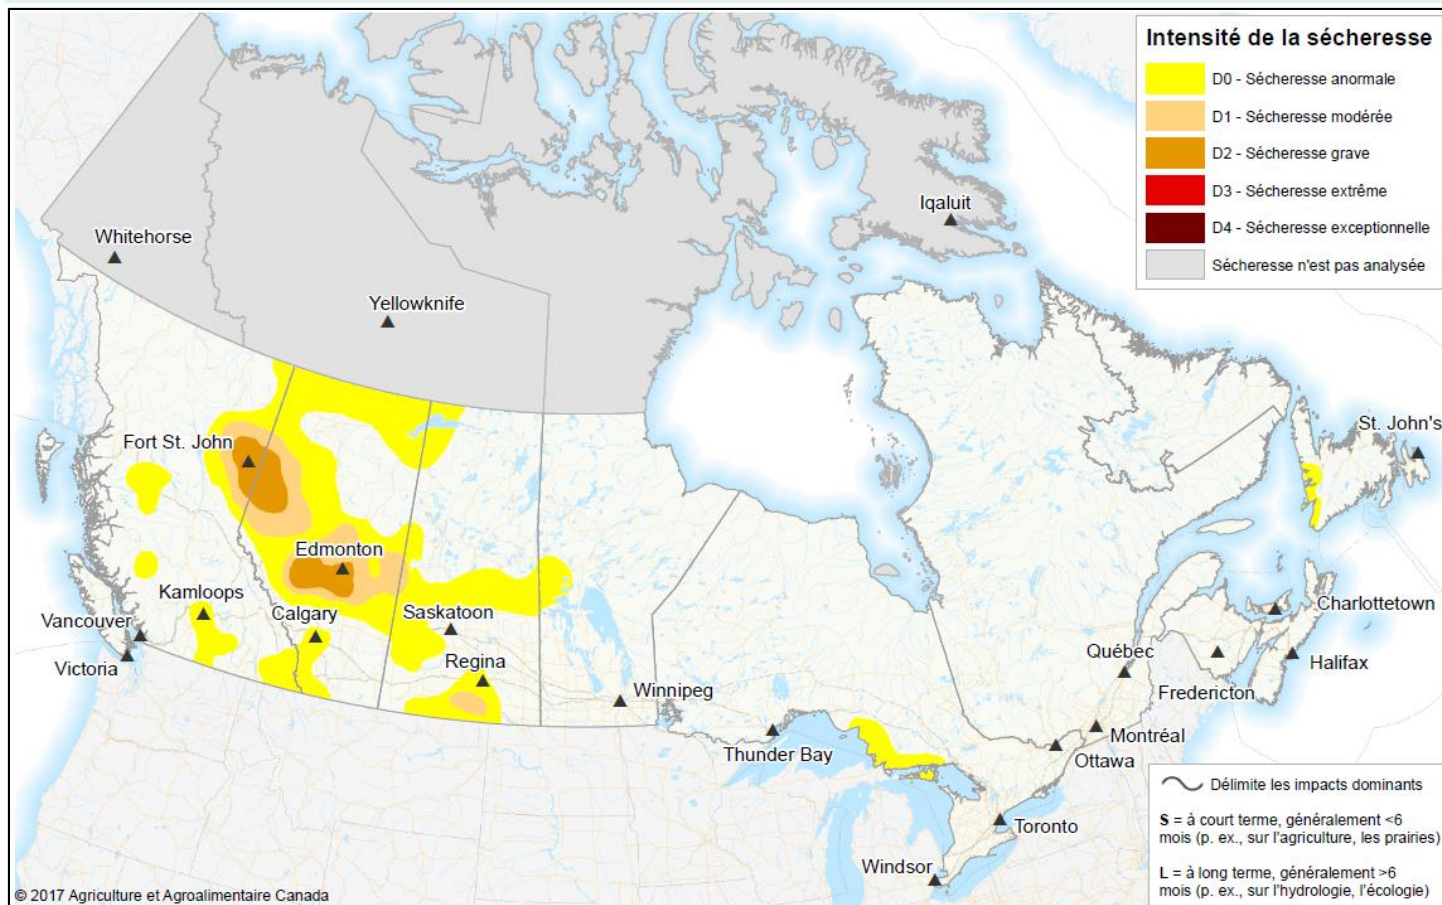 Intensité de la sécheresse
D0 - Sécheresse anormale
D1 - Sécheresse modérée
D2 - Sécheresse grave
D3 - Sécheresse extrême
D4 - Sécheresse exceptionnelle
Sécheresse n'est pas analysée
Iqaluit
Whitehorse
Yellowknife
Fort St. John
St. John's
Edmonton
Kamloops
Calgary
Saskatoon
Charlottetown
Vancouver
Victoria
Regina
Québec
Halifax
Winnipeg
Fredericton
Thunder Bay
Montréal
Ottawa
Toronto
Windsor
Délimite les impacts dominants
S = à court terme, généralement <6
mois (p. ex., sur l'agriculture, les prairies)
L = à long terme, généralement >6
mois (p. ex., sur l'hydrologie, l'écologie)
© 2017 Agriculture et Agroalimentaire Canada